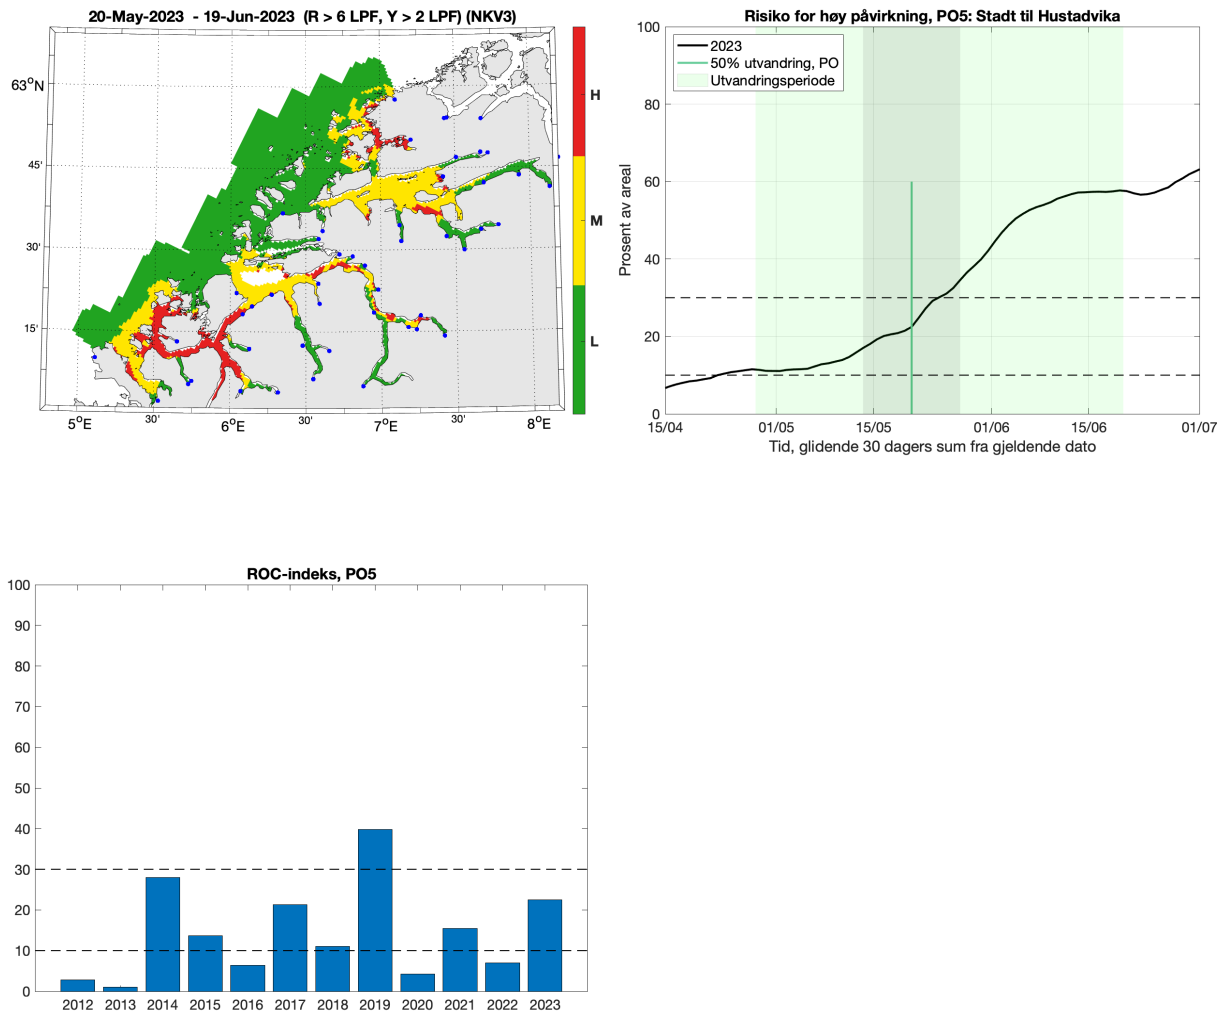 20-May-2023 - 19-Jun-2023 (R > 6 LPF, Y > 2 LPF) (NKV3)
63°N
45'
30'
15'
5°E
30'
6°E
30'
7°E
30'
8°E
H
M
L
Risiko for høy påvirkning, PO5: Stadt til Hustadvika
2023
50% utvandring, PO
Utvandringsperiode
Prosent av areal
100
80
60
40
20
0
15/04
01/05
15/05
01/06
15/06
01/07
Tid, glidende 30 dagers sum fra gjeldende dato
ROC-indeks, PO5
100
90
80
70
60
50
40
30
20
10
0
2012
2013
2014
2015
2016
2017
2018
2019
2020
2021
2022
2023